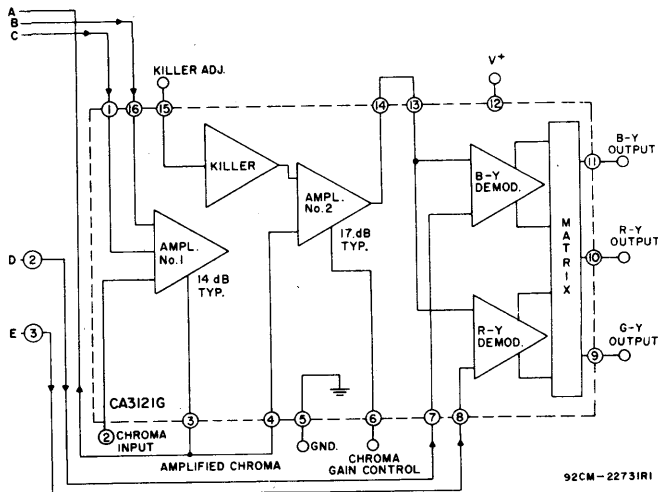 A
B
C
KILLER ADJ.
V+
1
16
15
14
13
12
B-Y
OUTPUT
11
KILLER
AMPL.
No.2
B-Y
DEMOD.
17.dB
TYP.
AMPL.
No.1
14 dB
TYP.
MATRIX
R-Y
OUTPUT
10
D
2
E
3
R-Y
DEMOD.
G-Y
OUTPUT
9
CA3121G
3
4
5
6
7
8
2
CHROMA
INPUT
AMPLIFIED CHROMA
GND.
CHROMA
GAIN CONTROL
92CM-22731R1